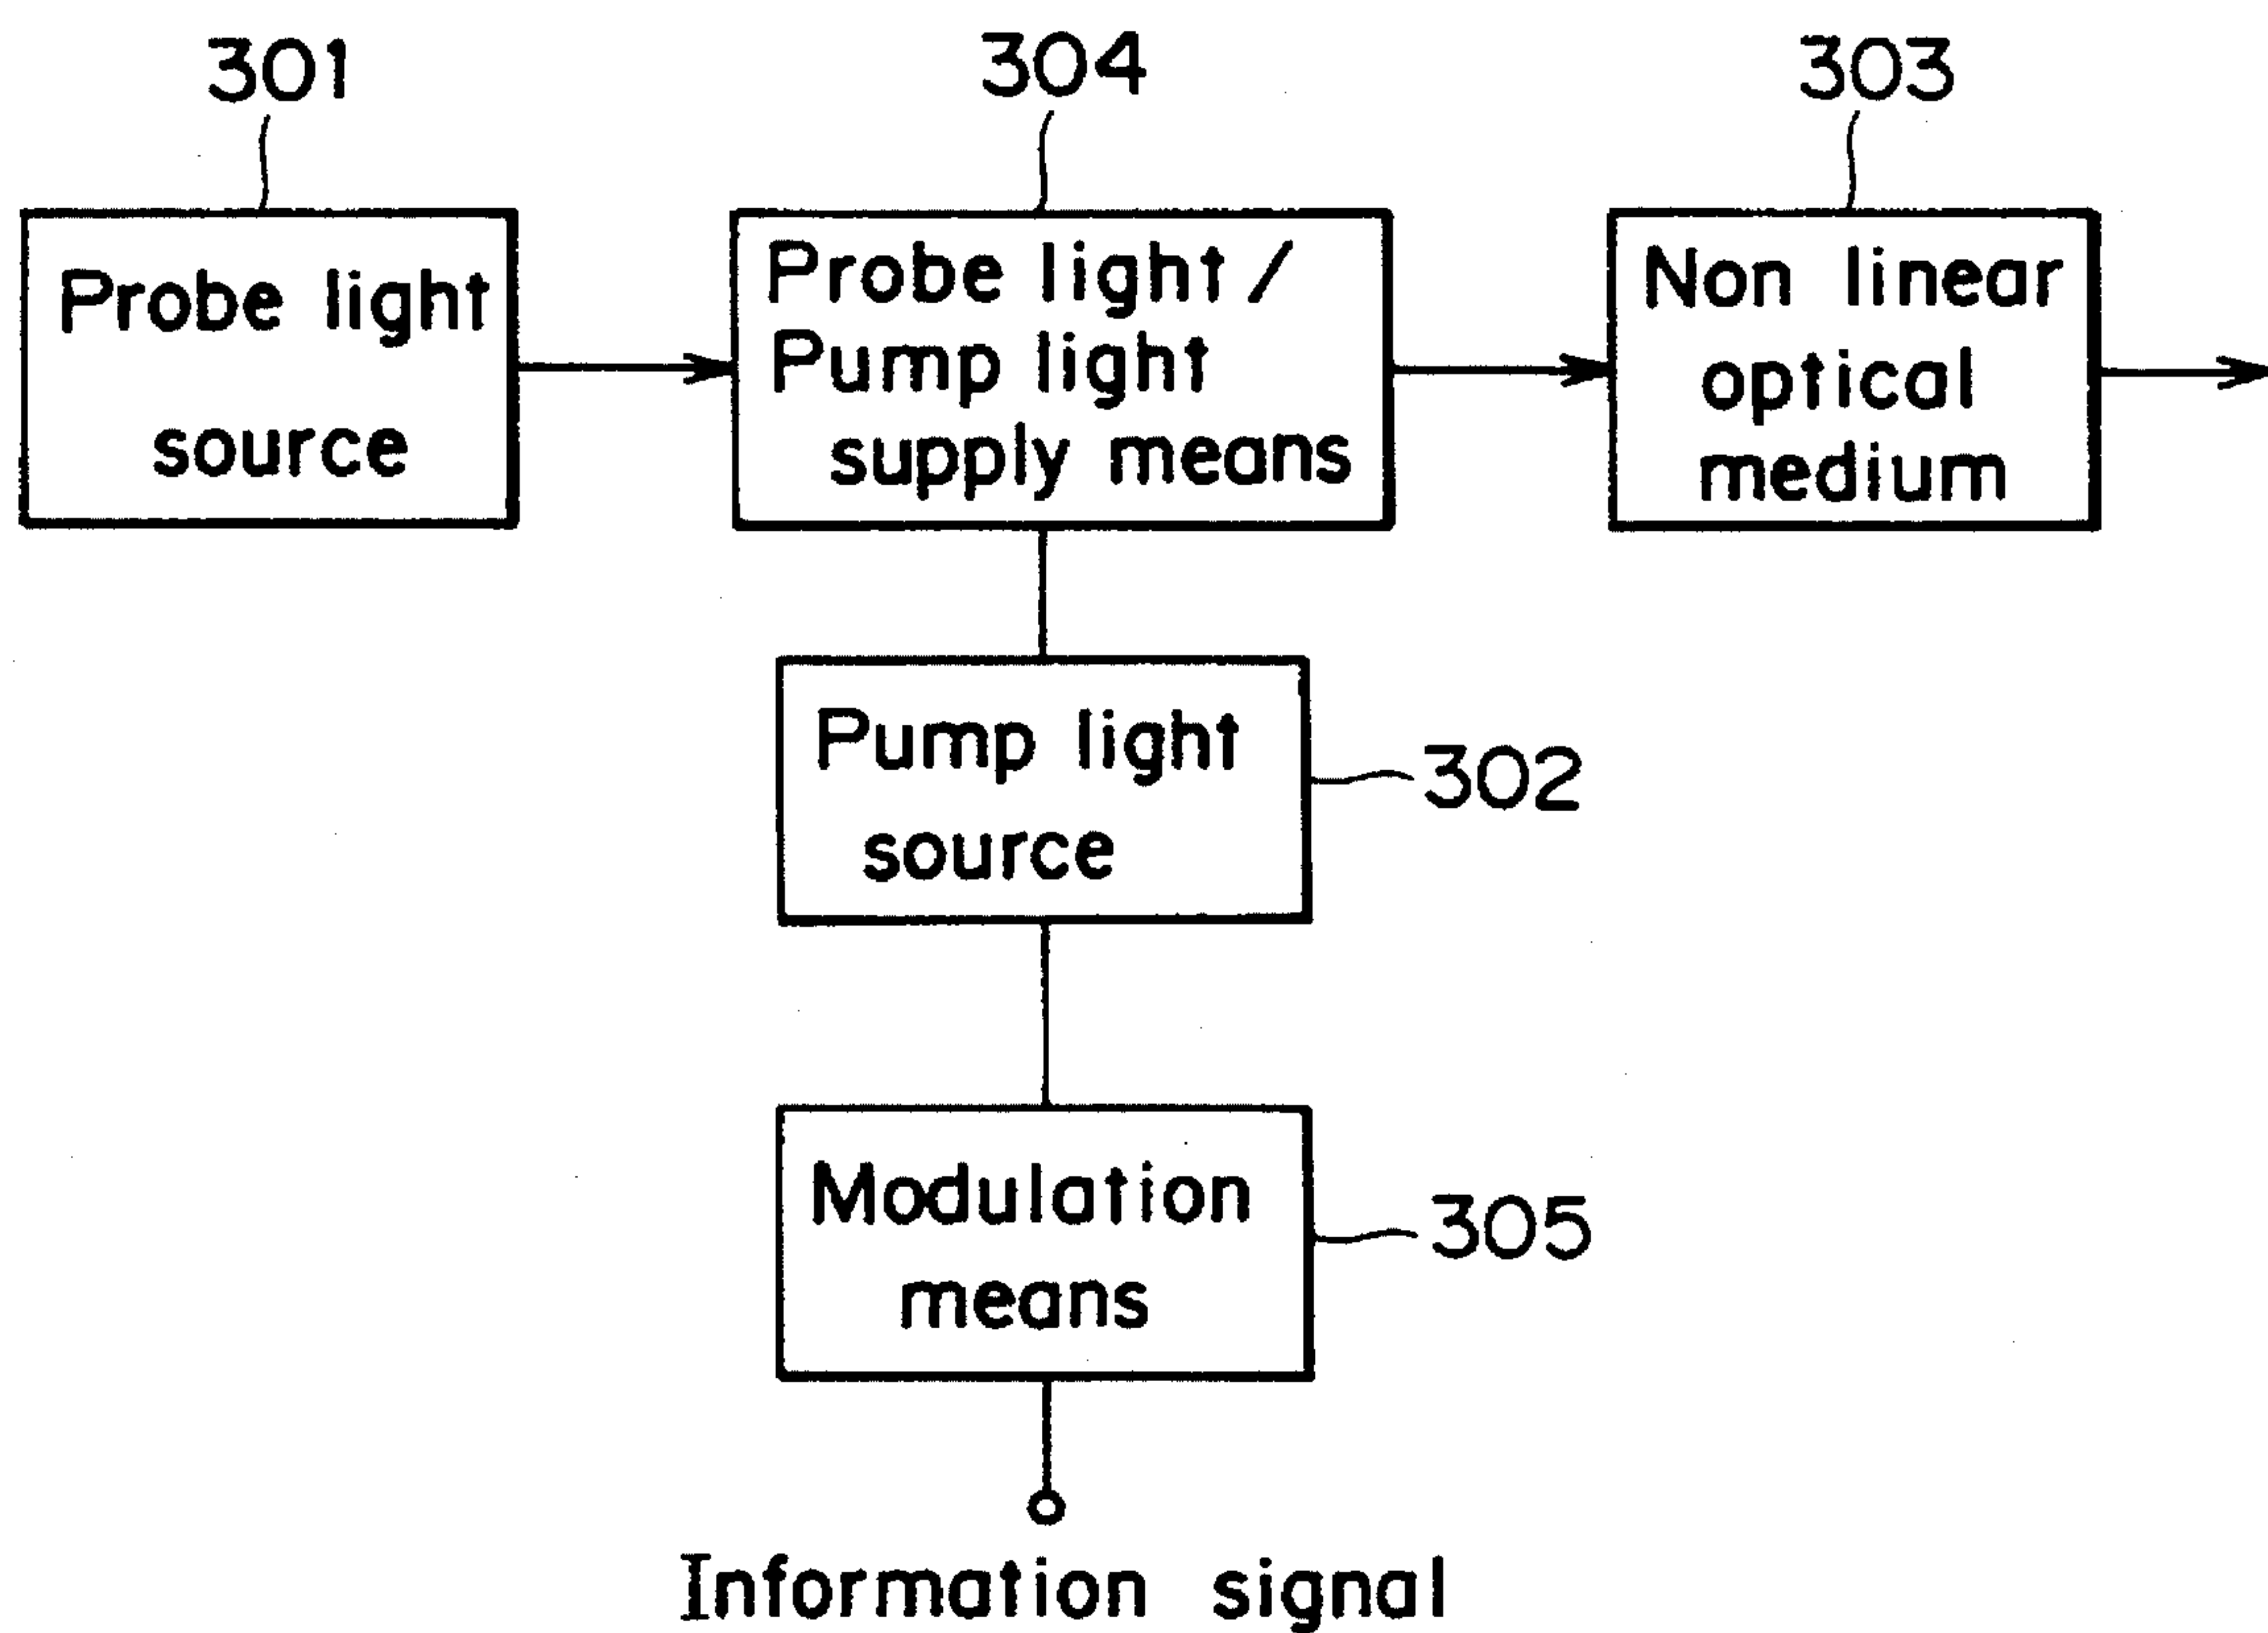 301
304
303
Probe light
source
Probe light /
Pump light
supply means
Non linear
optical
medium
Pump light
source
302
Modulation
means
305
Information signal